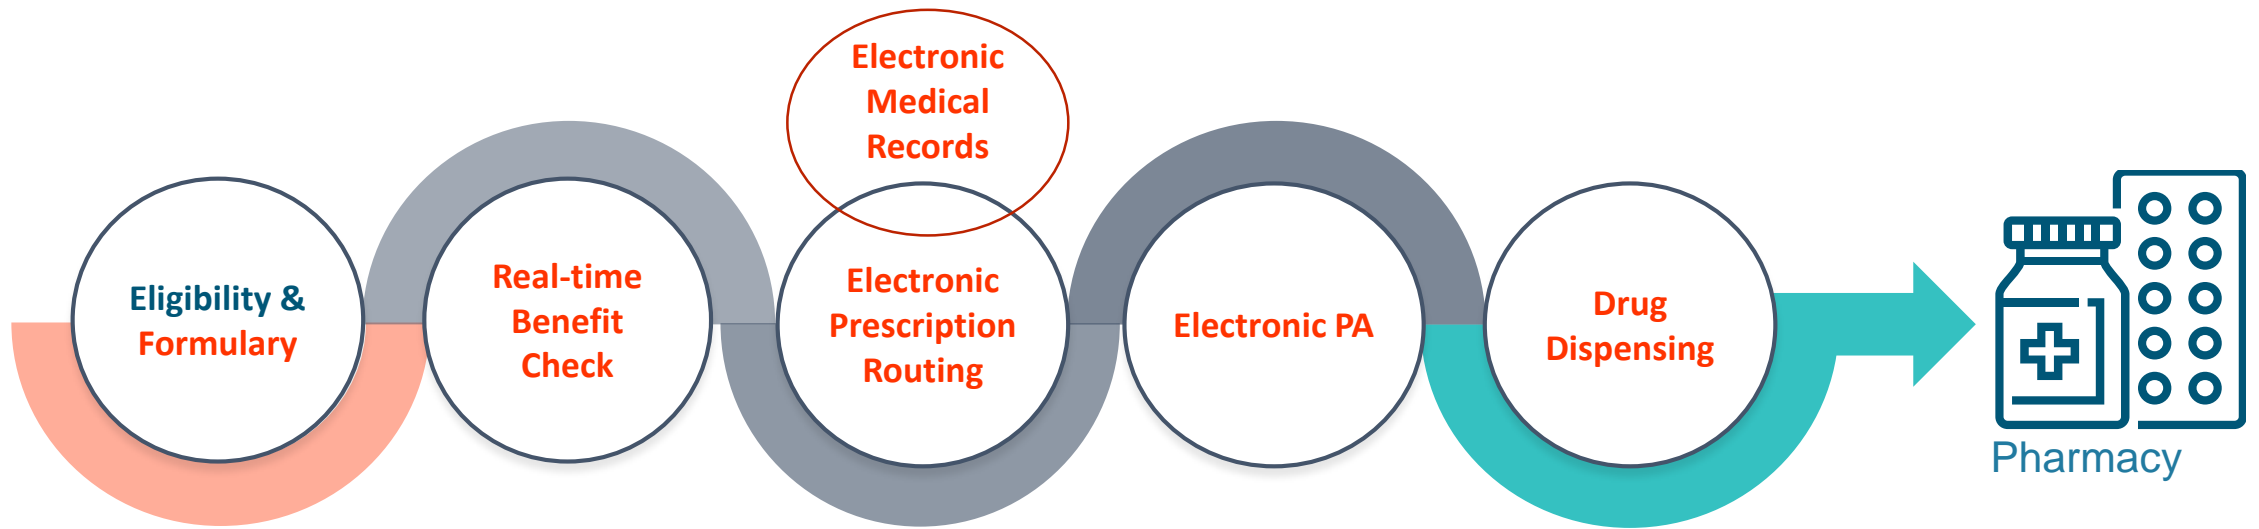 Eligibility &
Formulary
Real-time
Benefit
Check
Electronic
Medical
Records
Electronic
Prescription
Routing
Electronic PA
Drug
Dispensing
Pharmacy